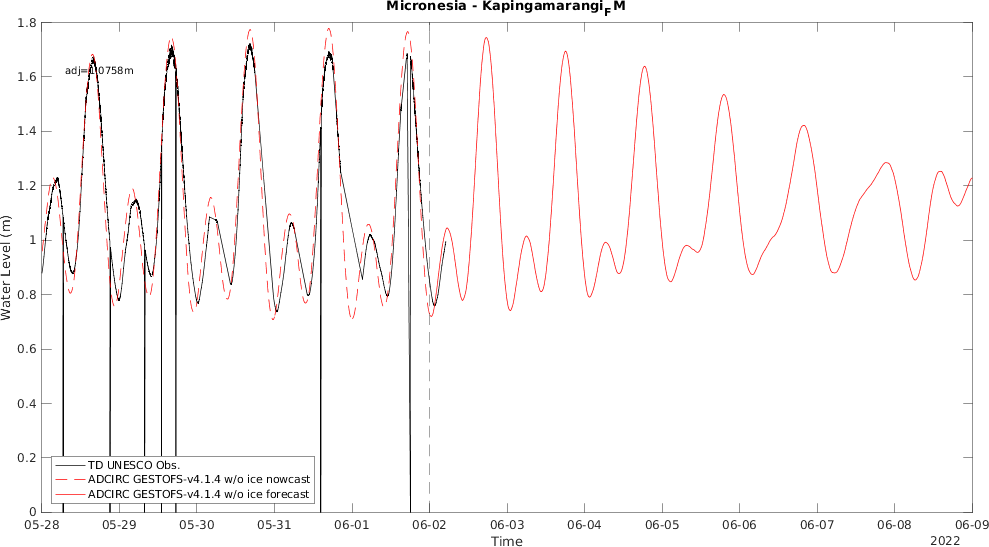 Micronesia - Kapingamarangi_FM
1.8
1.6
1.4
1.2
1
0.8
0.6
0.4
0.2
0
Water Level (m)
adj=1.0758m
TD UNESCO Obs.
ADCIRC GESTOFS-v4.1.4 w/o ice nowcast
ADCIRC GESTOFS-v4.1.4 w/o ice forecast
05-28 05-29 05-30 05-31 06-01 06-02 06-03 06-04 06-05 06-06 06-07 06-08 06-09
Time
2022